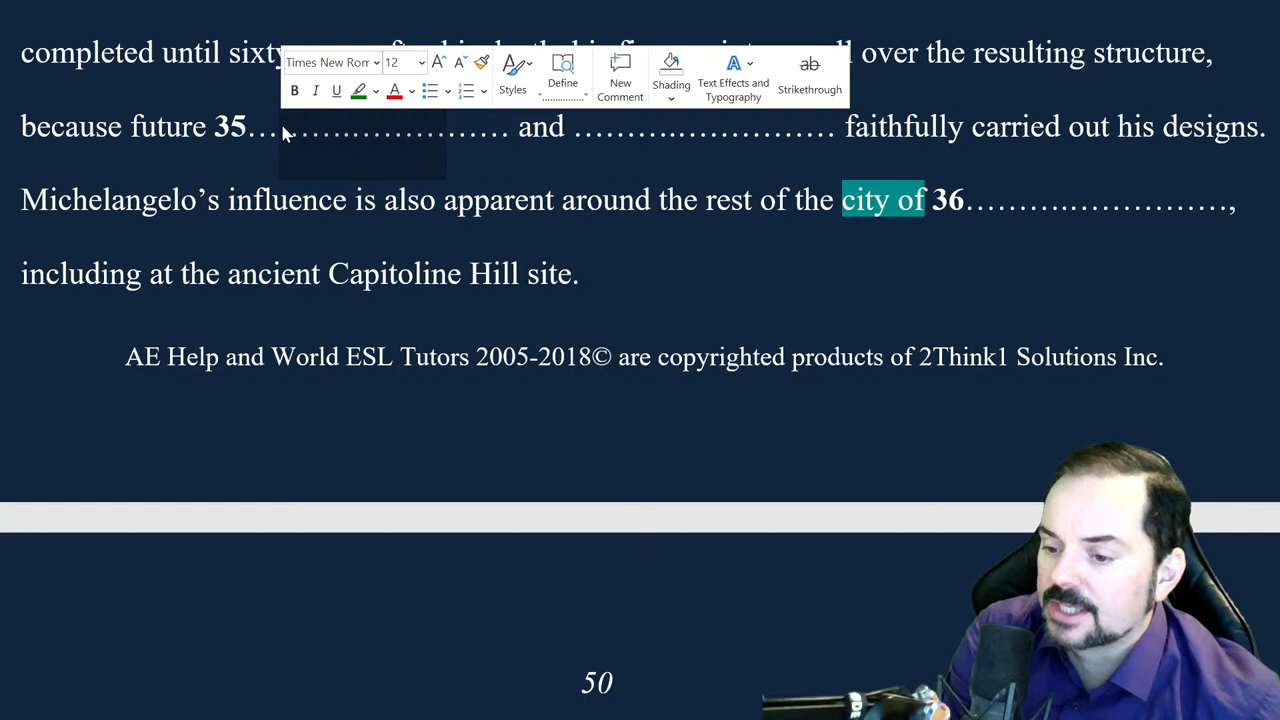 completed until sixty over the resulting structure,
Times New Ron 12
Styles
Define
New Comment
Shading
Text Effects and Typography
Strikethrough
because future 35……….…………… and ……….…………… faithfully carried out his designs.
Michelangelo’s influence is also apparent around the rest of the city of 36……….……………,
including at the ancient Capitoline Hill site.
AE Help and World ESL Tutors 2005-2018© are copyrighted products of 2Think1 Solutions Inc.
50